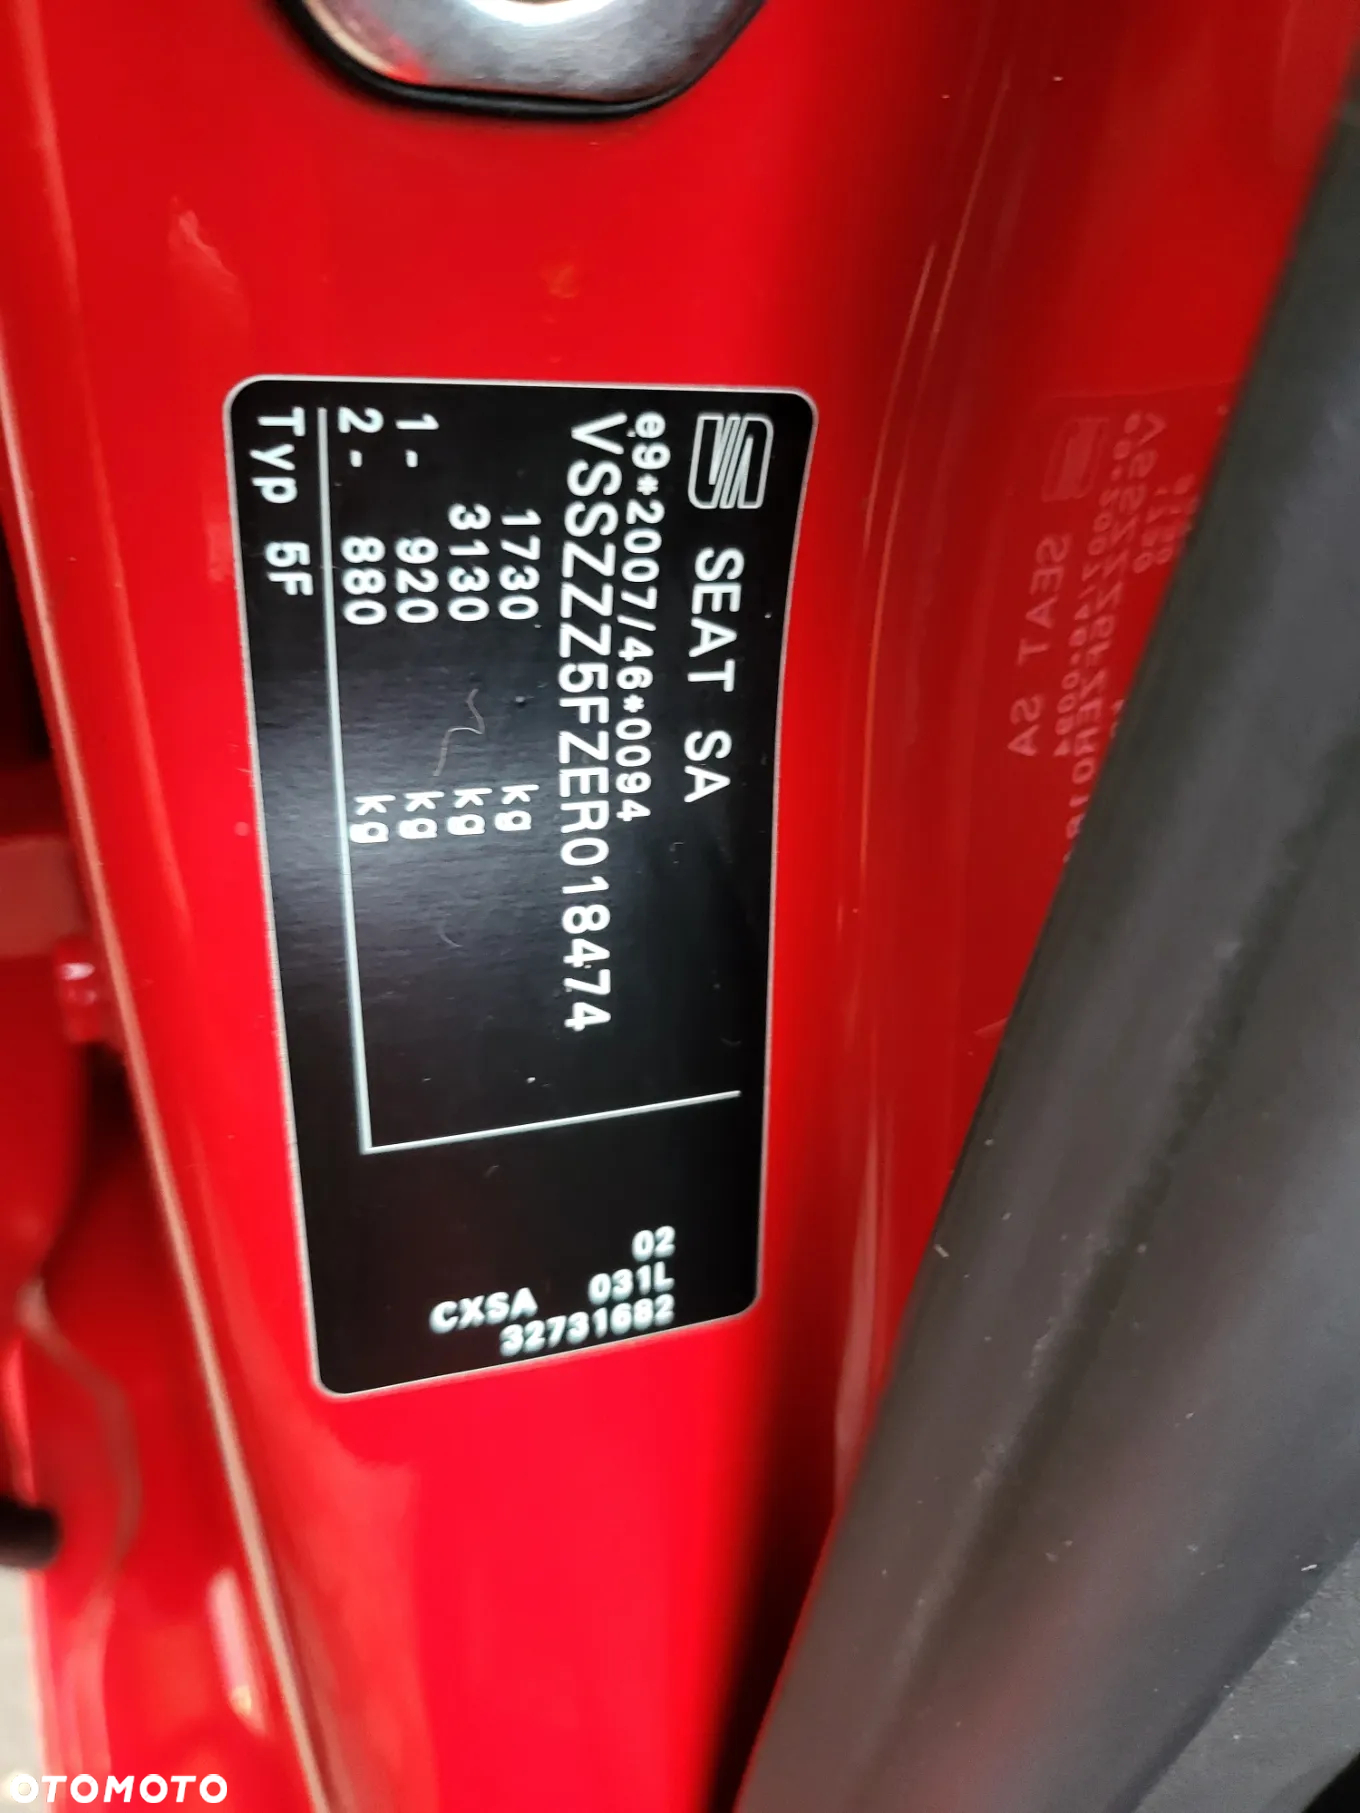 SEAT SA
e9*2007/46*0094
VSSZZZ5FZER018474
1730 kg
3130 kg
1- 920 kg
2- 880 kg
Typ 5F
02
031L
CXSA 32731682
OTOMOTO